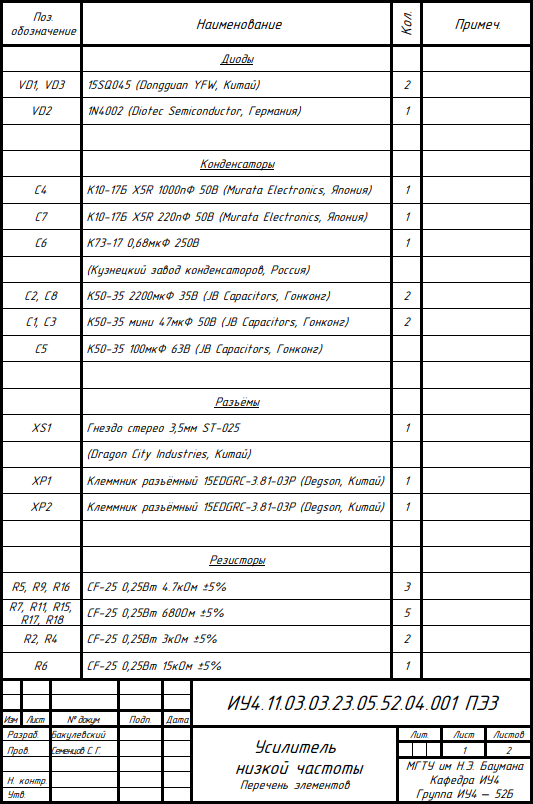 Поз. обозначение Наименование Кол. Примеч.
Диоды
VD1, VD3 15SQ045 (Dongguan YFW, Китай) 2
VD2 1N4002 (Diotec Semiconductor, Германия) 1
Конденсаторы
C4 К10-17Б X5R 1000пФ 50В (Murata Electronics, Япония) 1
C7 К10-17Б X5R 220пФ 50В (Murata Electronics, Япония) 1
C6 К73-17 0,68мкФ 250В 1
(Кузнецкий завод конденсаторов, Россия)
C2, C8 К50-35 2200мкФ 35В (JB Capacitors, Гонконг) 2
C1, C3 К50-35 мини 47мкФ 50В (JB Capacitors, Гонконг) 2
C5 К50-35 100мкФ 63В (JB Capacitors, Гонконг)
Разъёмы
XS1 Гнездо стерео 3,5мм ST-025 1
(Dragon City Industries, Китай)
XP1 Клеммник разъёмный 15EDGRC-3.81-03P (Degson, Китай) 1
XP2 Клеммник разъёмный 15EDGRC-3.81-03P (Degson, Китай) 1
Резисторы
R5, R9, R16 CF-25 0,25Вт 4.7кОм ±5% 3
R7, R11, R15, R17, R18 CF-25 0,25Вт 680Ом ±5% 5
R2, R4 CF-25 0,25Вт 3кОм ±5% 2
R6 CF-25 0,25Вт 15кОм ±5% 1
ИУ4.11.03.03.23.05.52.04.001 ПЭ3
Изм Лист № докум Подп. Дата
Разраб. Бакулевский
Пров. Семенцов С.Г.
Н. контр
Утв.
Усилитель
низкой частоты
Перечень элементов
Лит. Лист Листов
1 2
МГТУ им Н.Э. Баумана
Кафедра ИУ4
Группа ИУ4 – 52Б